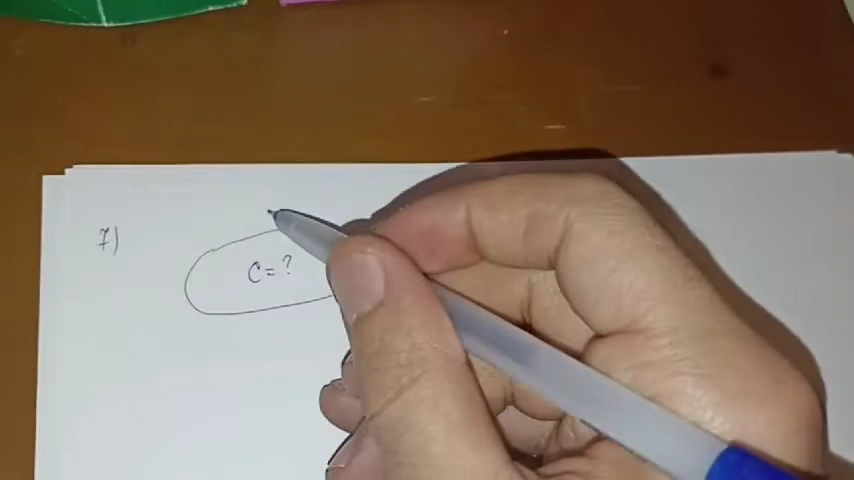 7)
C = ?